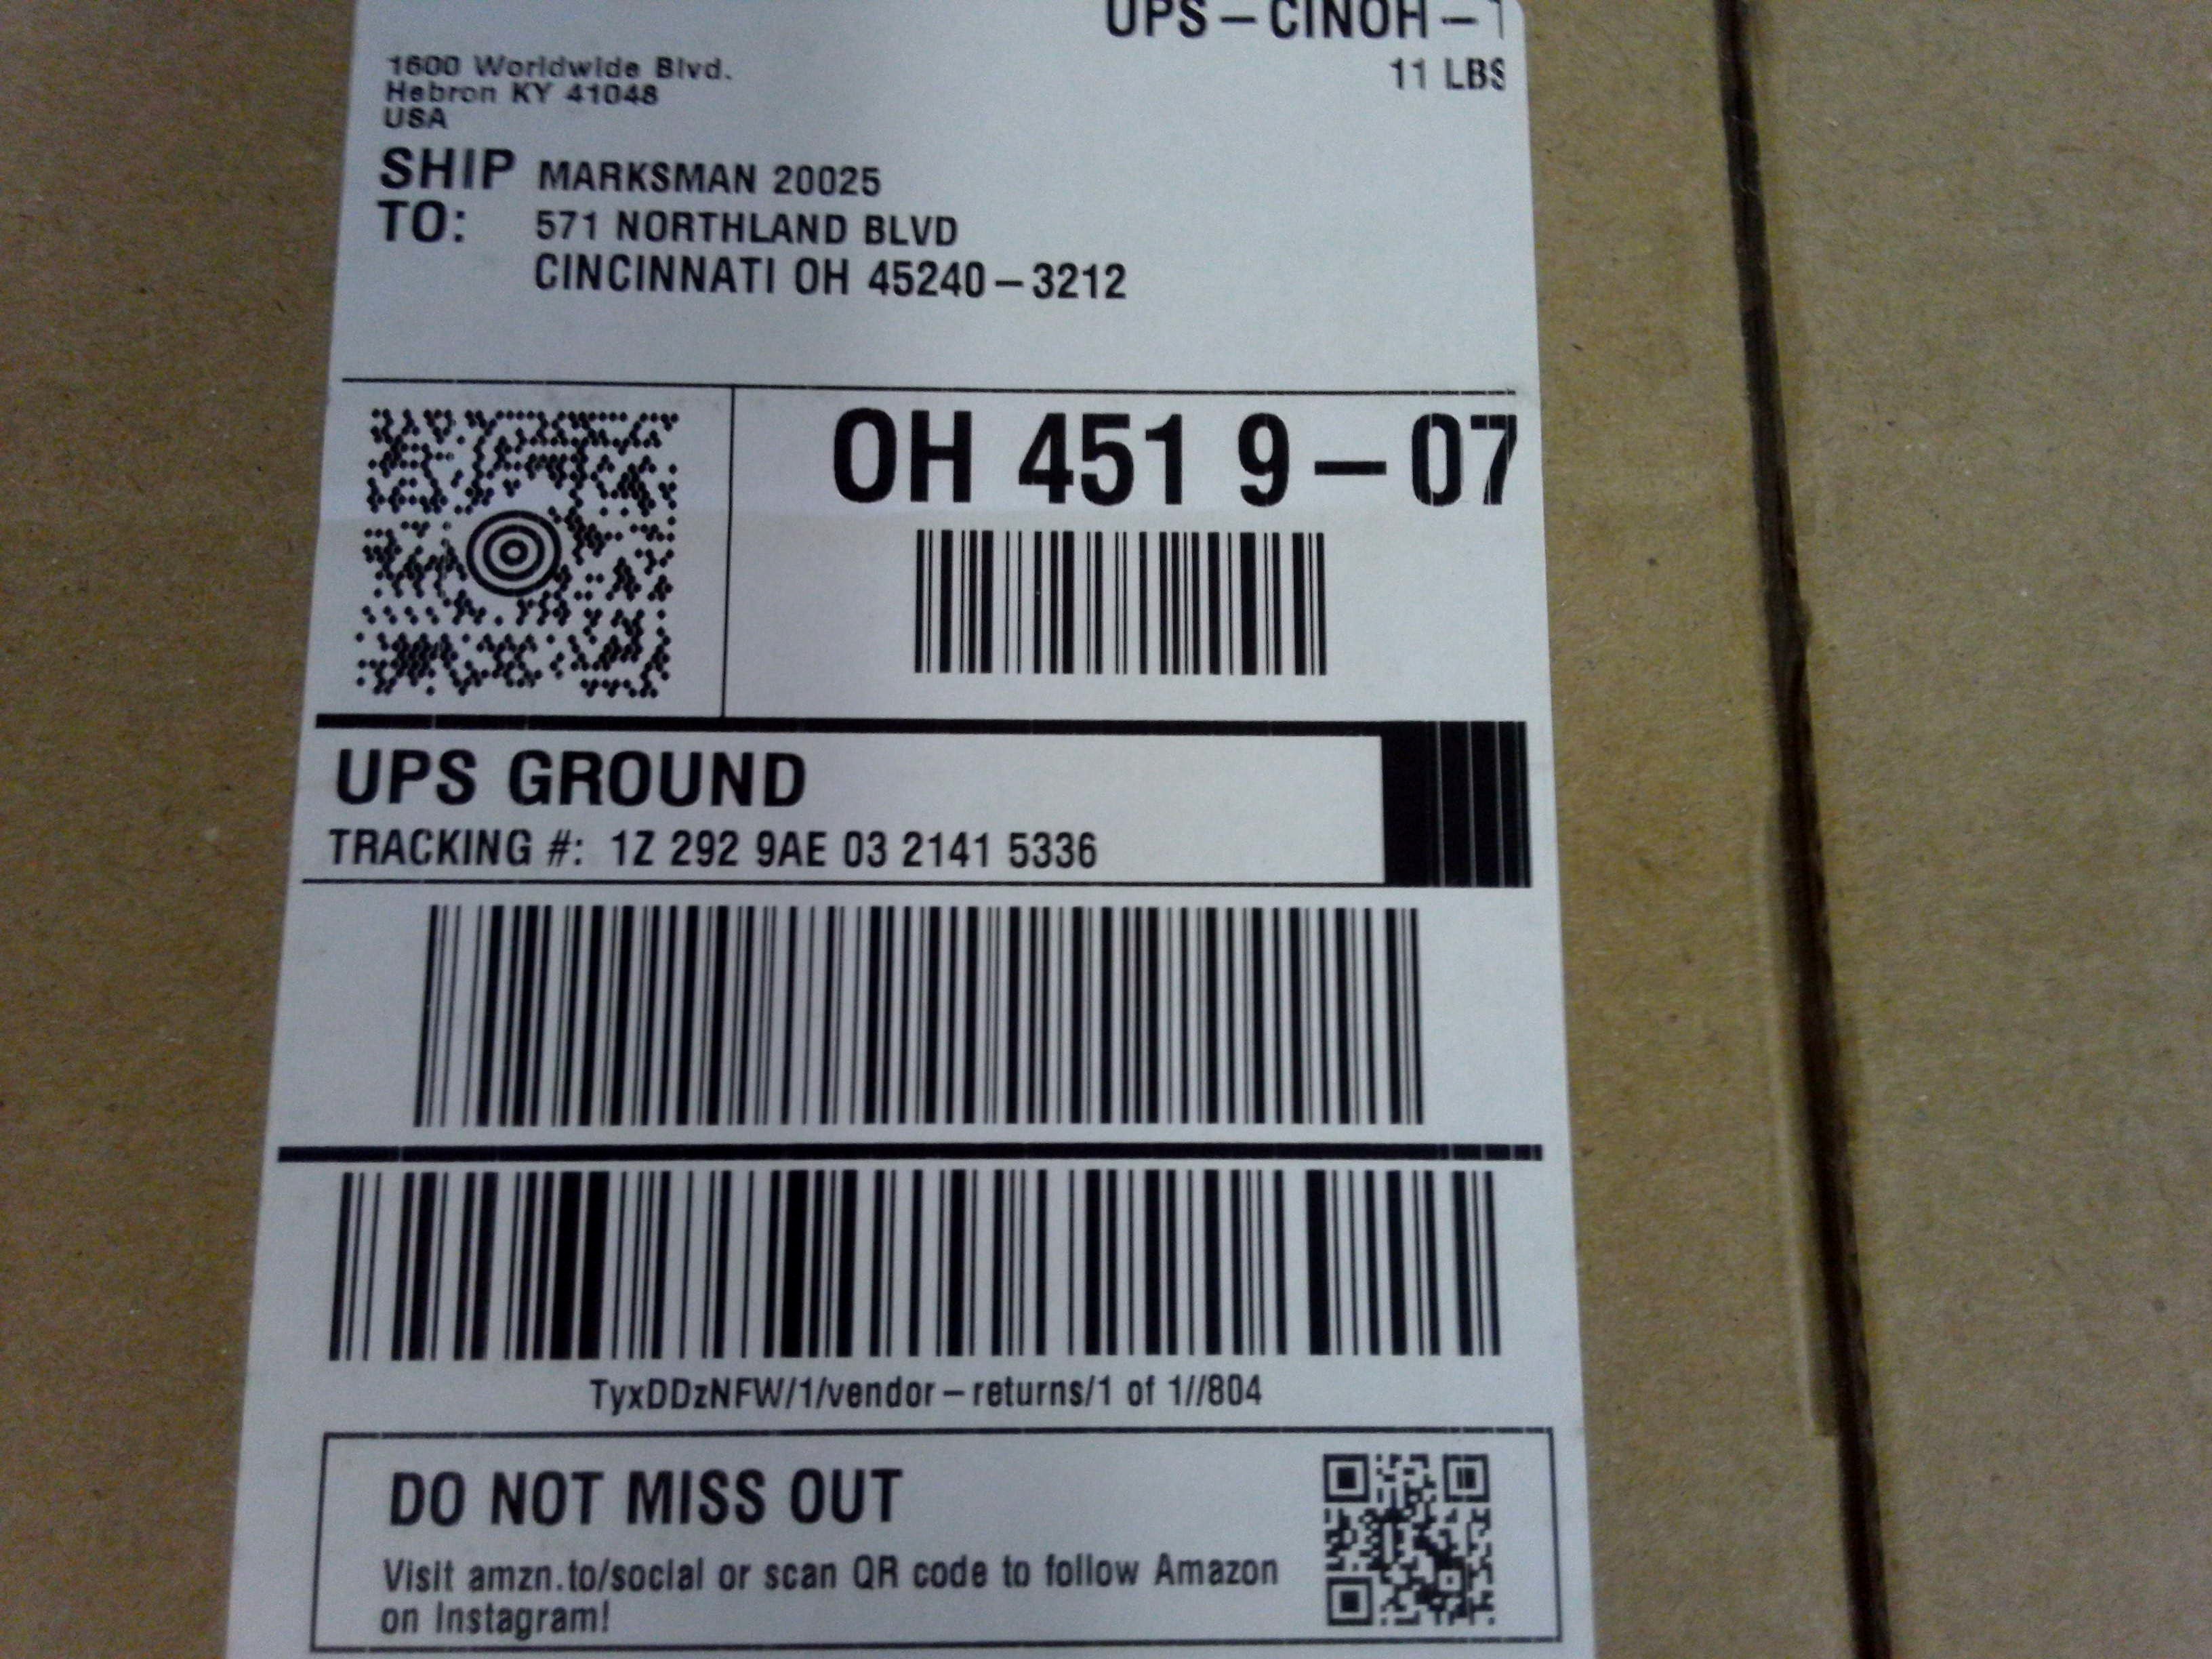 UPS – CINOH –
11 LBS
1600 Worldwide Blvd.
Hebron KY 41048
USA
SHIP TO:
MARKSMAN 20025
571 NORTHLAND BLVD
CINCINNATI OH 45240 – 3212
OH 451 9 – 07
UPS GROUND
TRACKING #: 1Z 292 9AE 03 2141 5336
TyxDDzNFW/1/vendor – returns/1 of 1//804
DO NOT MISS OUT
Visit amzn.to/social or scan QR code to follow Amazon
on Instagram!